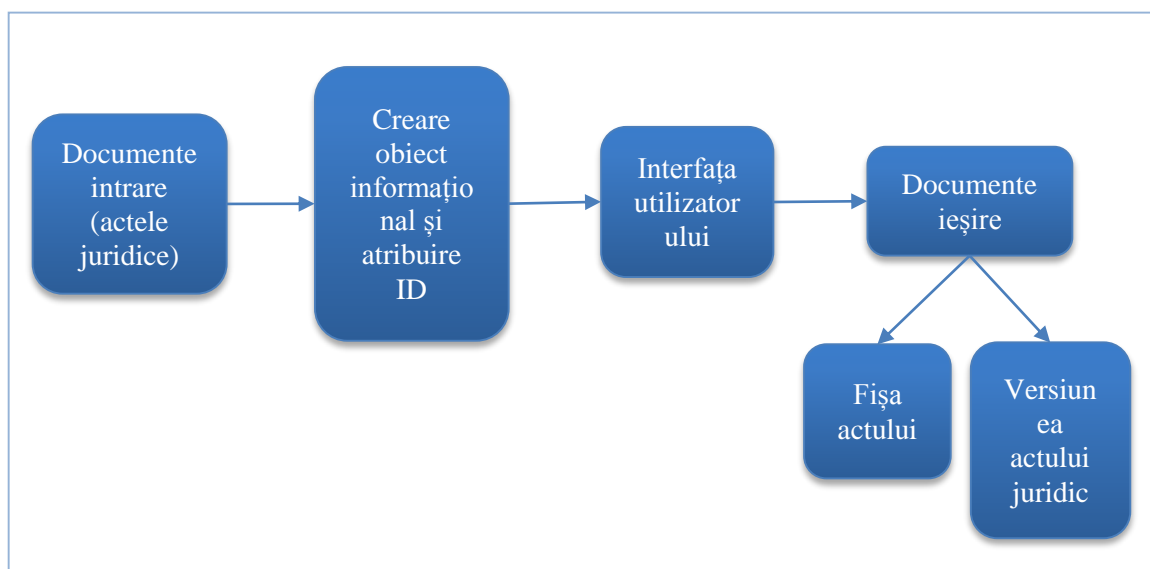 Documente
intrare
(actele
juridice)
Creare
obiect
informațio
nal și
atribuire
ID
Interfața
utilizator
ului
Documente
ieșire
Fișa
actului
Versiun
ea
actului
juridic